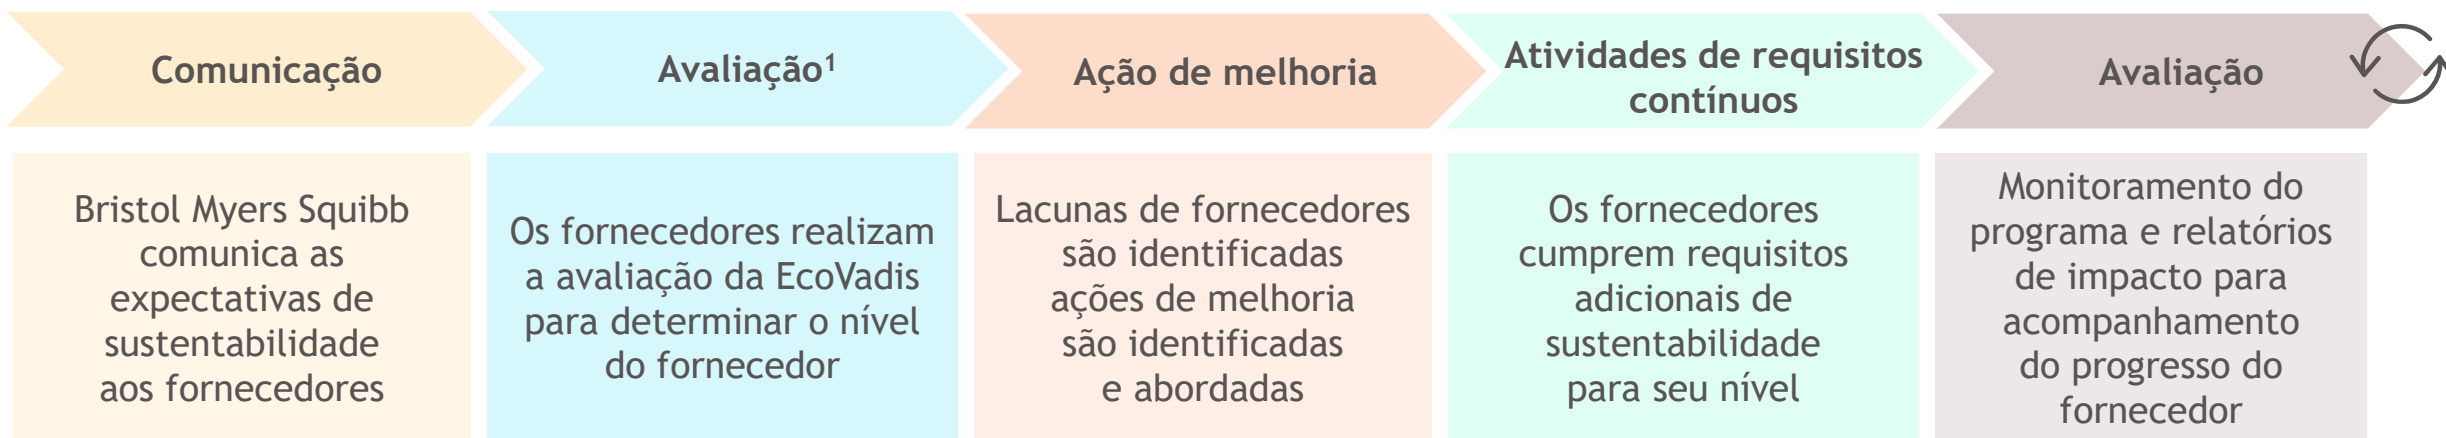 Comunicação
Avaliação¹
Ação de melhoria
Atividades de requisitos
contínuos
Avaliação
Bristol Myers Squibb
comunica as
expectativas de
sustentabilidade
aos fornecedores
Os fornecedores realizam
a avaliação da EcoVadis
para determinar o nível
do fornecedor
Lacunas de fornecedores
são identificadas
ações de melhoria
são identificadas
e abordadas
Os fornecedores
cumprem requisitos
adicionais de
sustentabilidade
para seu nível
Monitoramento do
programa e relatórios
de impacto para
acompanhamento
do progresso do
fornecedor